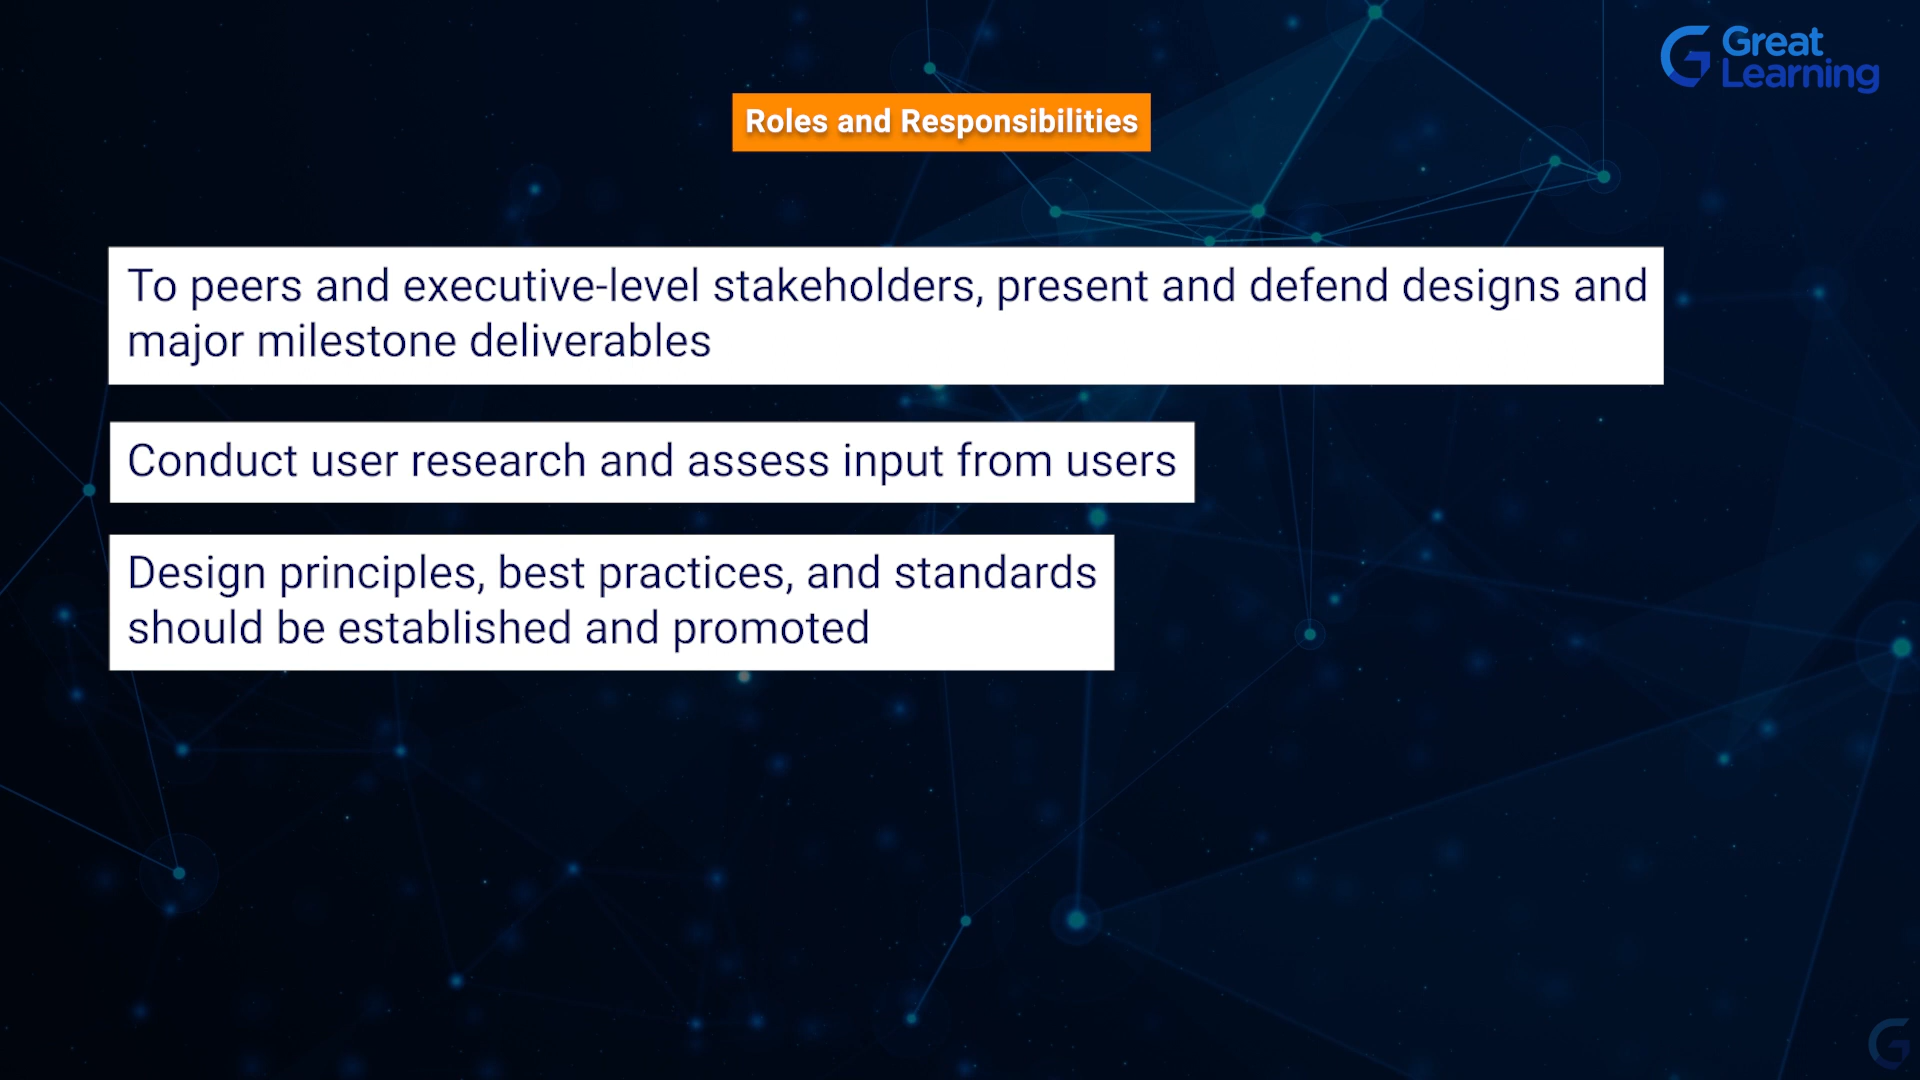 Great
Learning
Roles and Responsibilities
To peers and executive-level stakeholders, present and defend designs and
major milestone deliverables
Conduct user research and assess input from users
Design principles, best practices, and standards
should be established and promoted